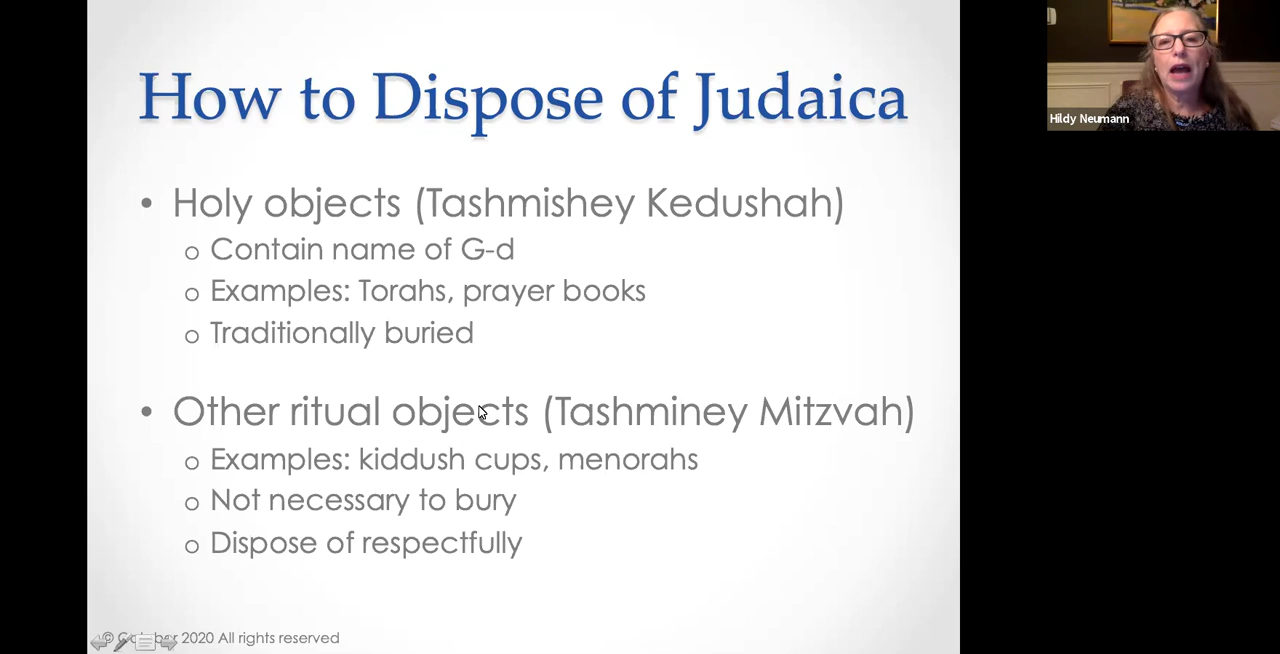 How to Dispose of Judaica
• Holy objects (Tashmishey Kedushah)
o Contain name of G-d
o Examples: Torahs, prayer books
o Traditionally buried
• Other ritual objects (Tashminey Mitzvah)
o Examples: kiddush cups, menorahs
o Not necessary to bury
o Dispose of respectfully
© 2020 All rights reserved
Hildy Neumann